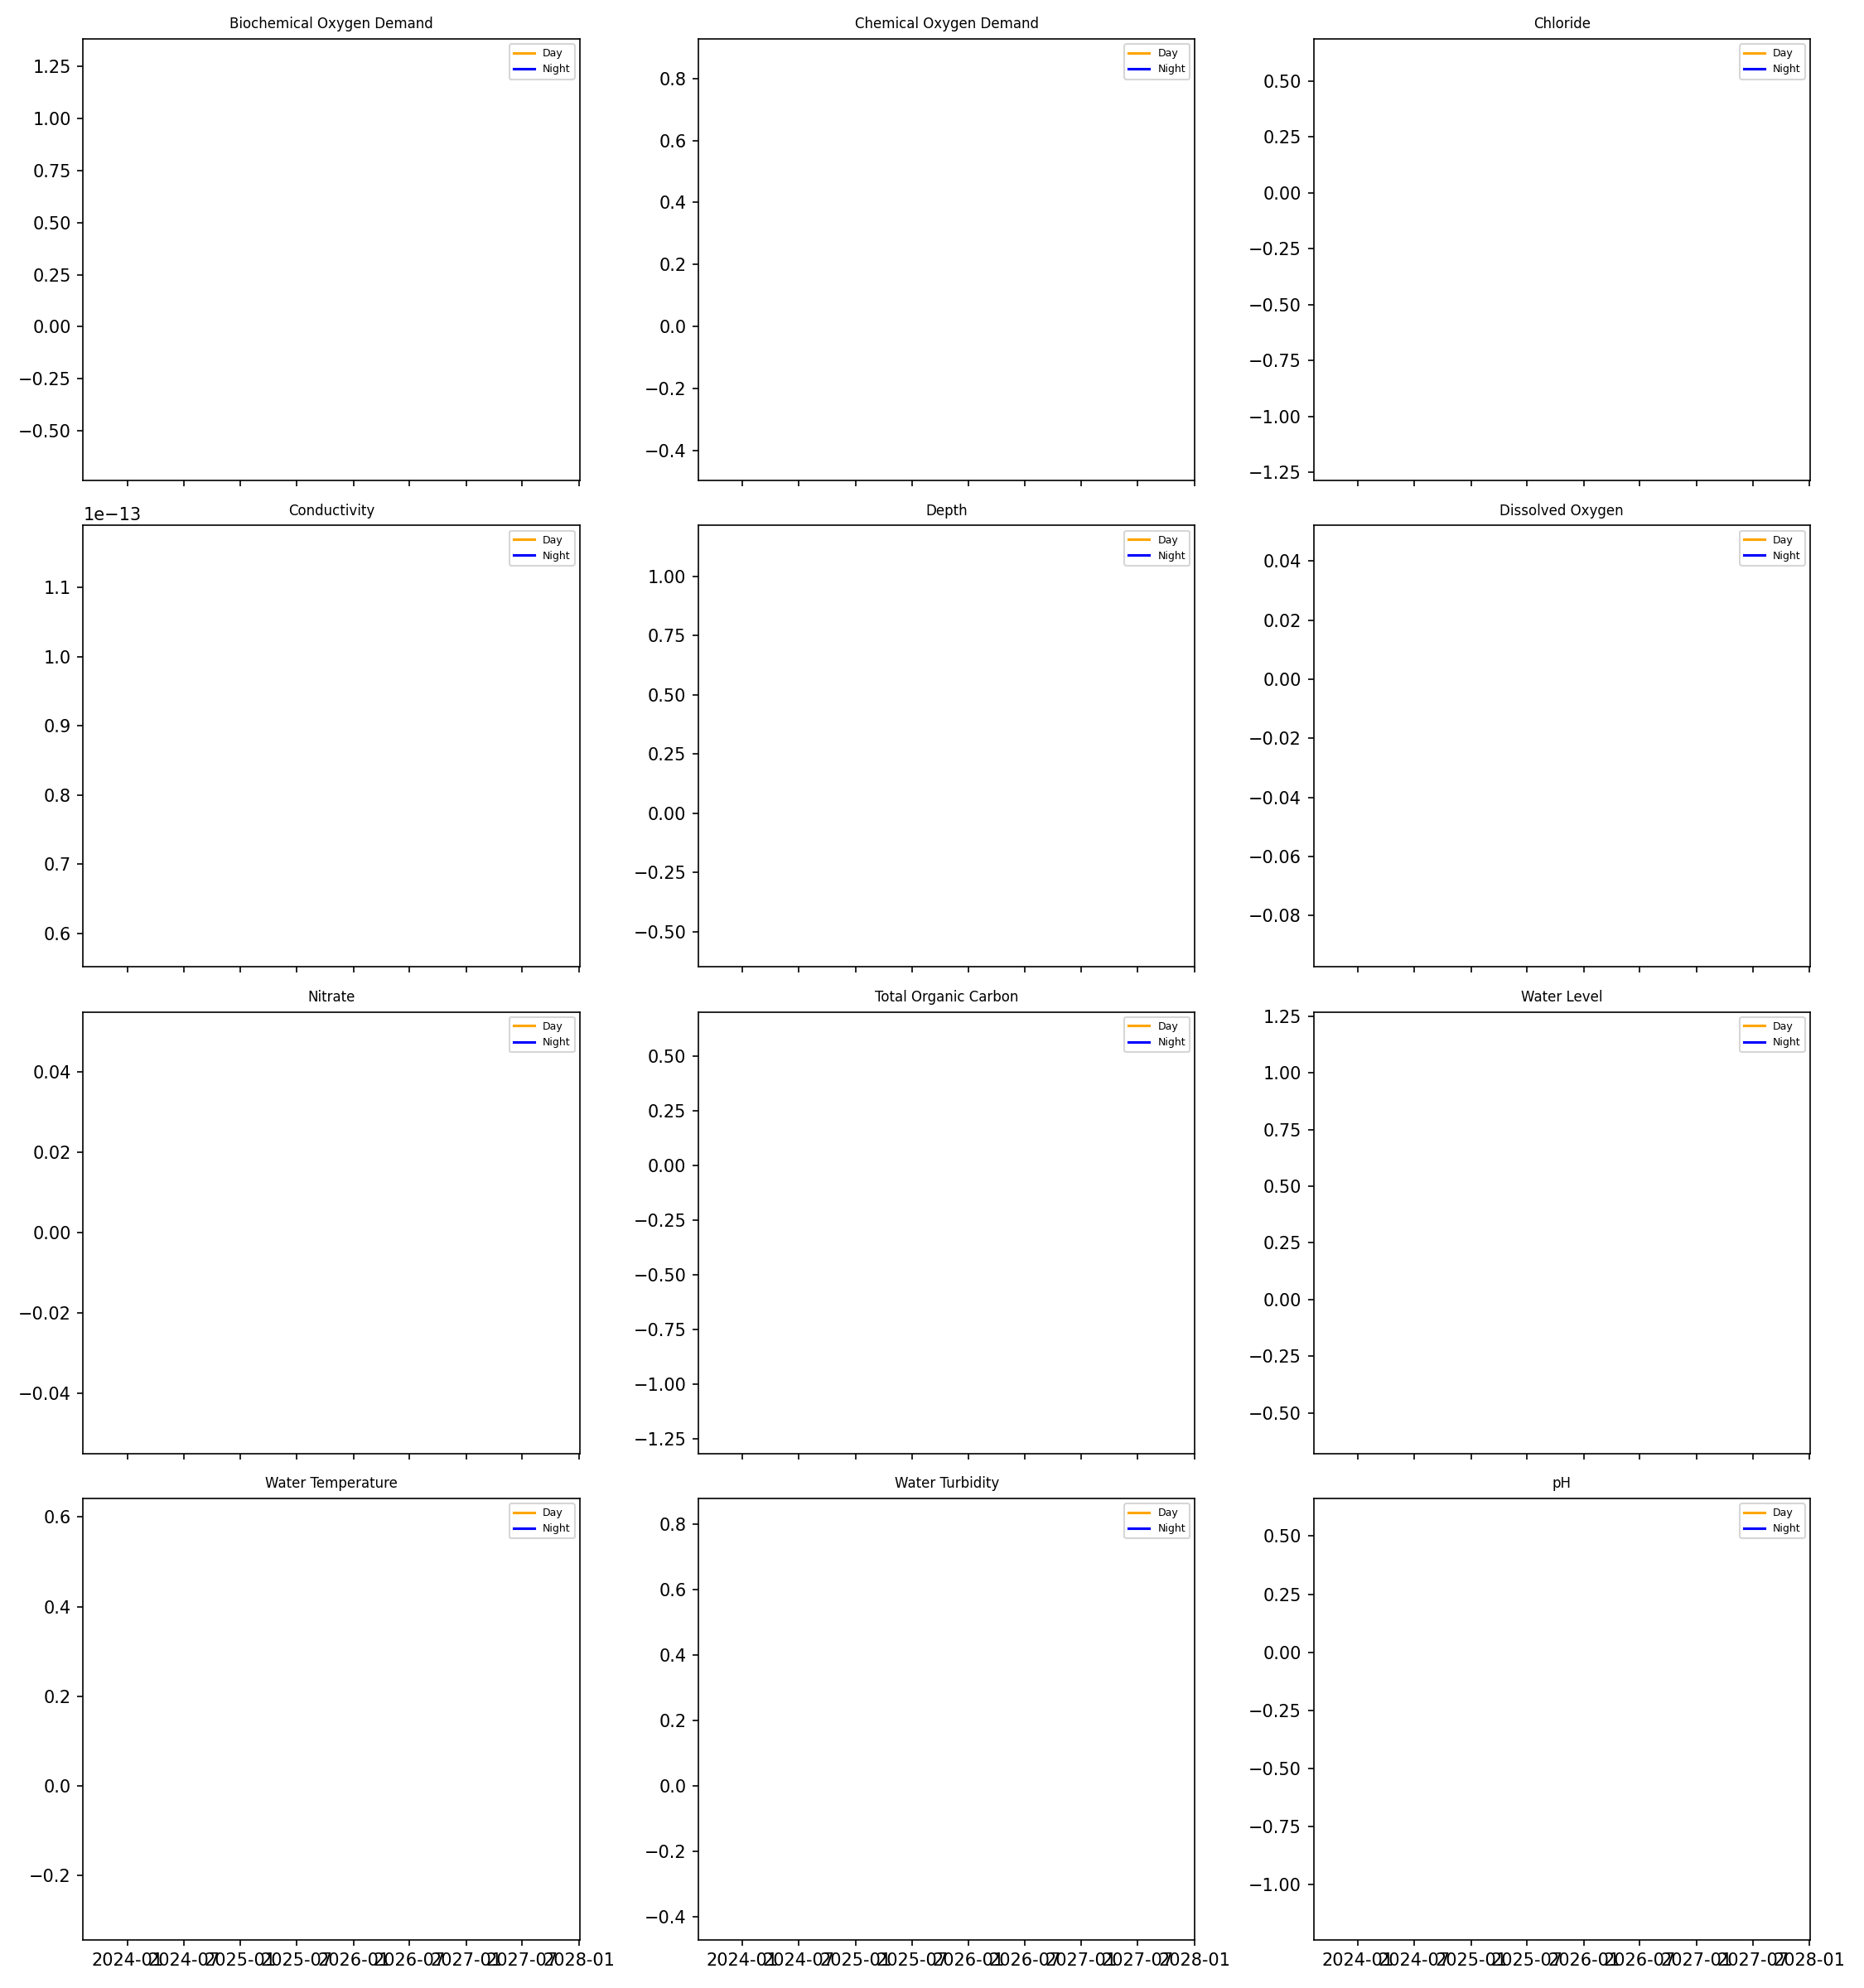 Biochemical Oxygen Demand
Day
Night
1.25
1.00
0.75
0.50
0.25
0.00
−0.25
−0.50
Chemical Oxygen Demand
Day
Night
0.8
0.6
0.4
0.2
0.0
−0.2
−0.4
Chloride
Day
Night
0.50
0.25
0.00
−0.25
−0.50
−0.75
−1.00
−1.25
Conductivity
1e−13
Day
Night
1.1
1.0
0.9
0.8
0.7
0.6
Depth
Day
Night
1.00
0.75
0.50
0.25
0.00
−0.25
−0.50
Dissolved Oxygen
Day
Night
0.04
0.02
0.00
−0.02
−0.04
−0.06
−0.08
Nitrate
Day
Night
0.04
0.02
0.00
−0.02
−0.04
Total Organic Carbon
Day
Night
0.50
0.25
0.00
−0.25
−0.50
−0.75
−1.00
−1.25
Water Level
Day
Night
1.25
1.00
0.75
0.50
0.25
0.00
−0.25
−0.50
Water Temperature
Day
Night
0.6
0.4
0.2
0.0
−0.2
2024-01 2024-07 2025-01 2025-07 2026-01 2026-07 2027-01 2027-07 2028-01
Water Turbidity
Day
Night
0.8
0.6
0.4
0.2
0.0
−0.2
−0.4
2024-01 2024-07 2025-01 2025-07 2026-01 2026-07 2027-01 2027-07 2028-01
pH
Day
Night
0.50
0.25
0.00
−0.25
−0.50
−0.75
−1.00
2024-01 2024-07 2025-01 2025-07 2026-01 2026-07 2027-01 2027-07 2028-01